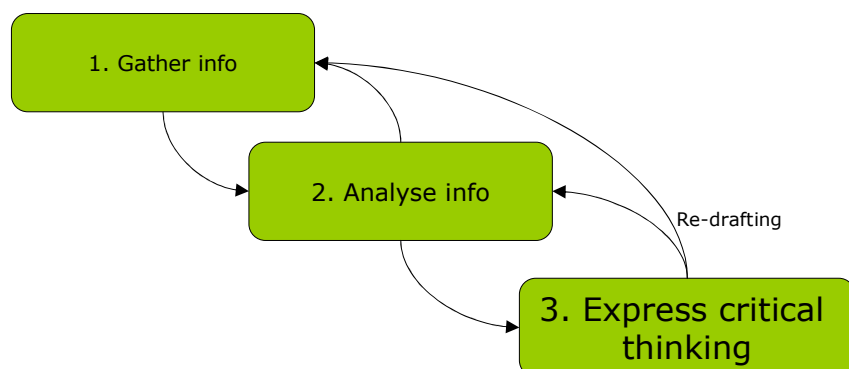 1. Gather info
2. Analyse info
Re-drafting
3. Express critical
thinking